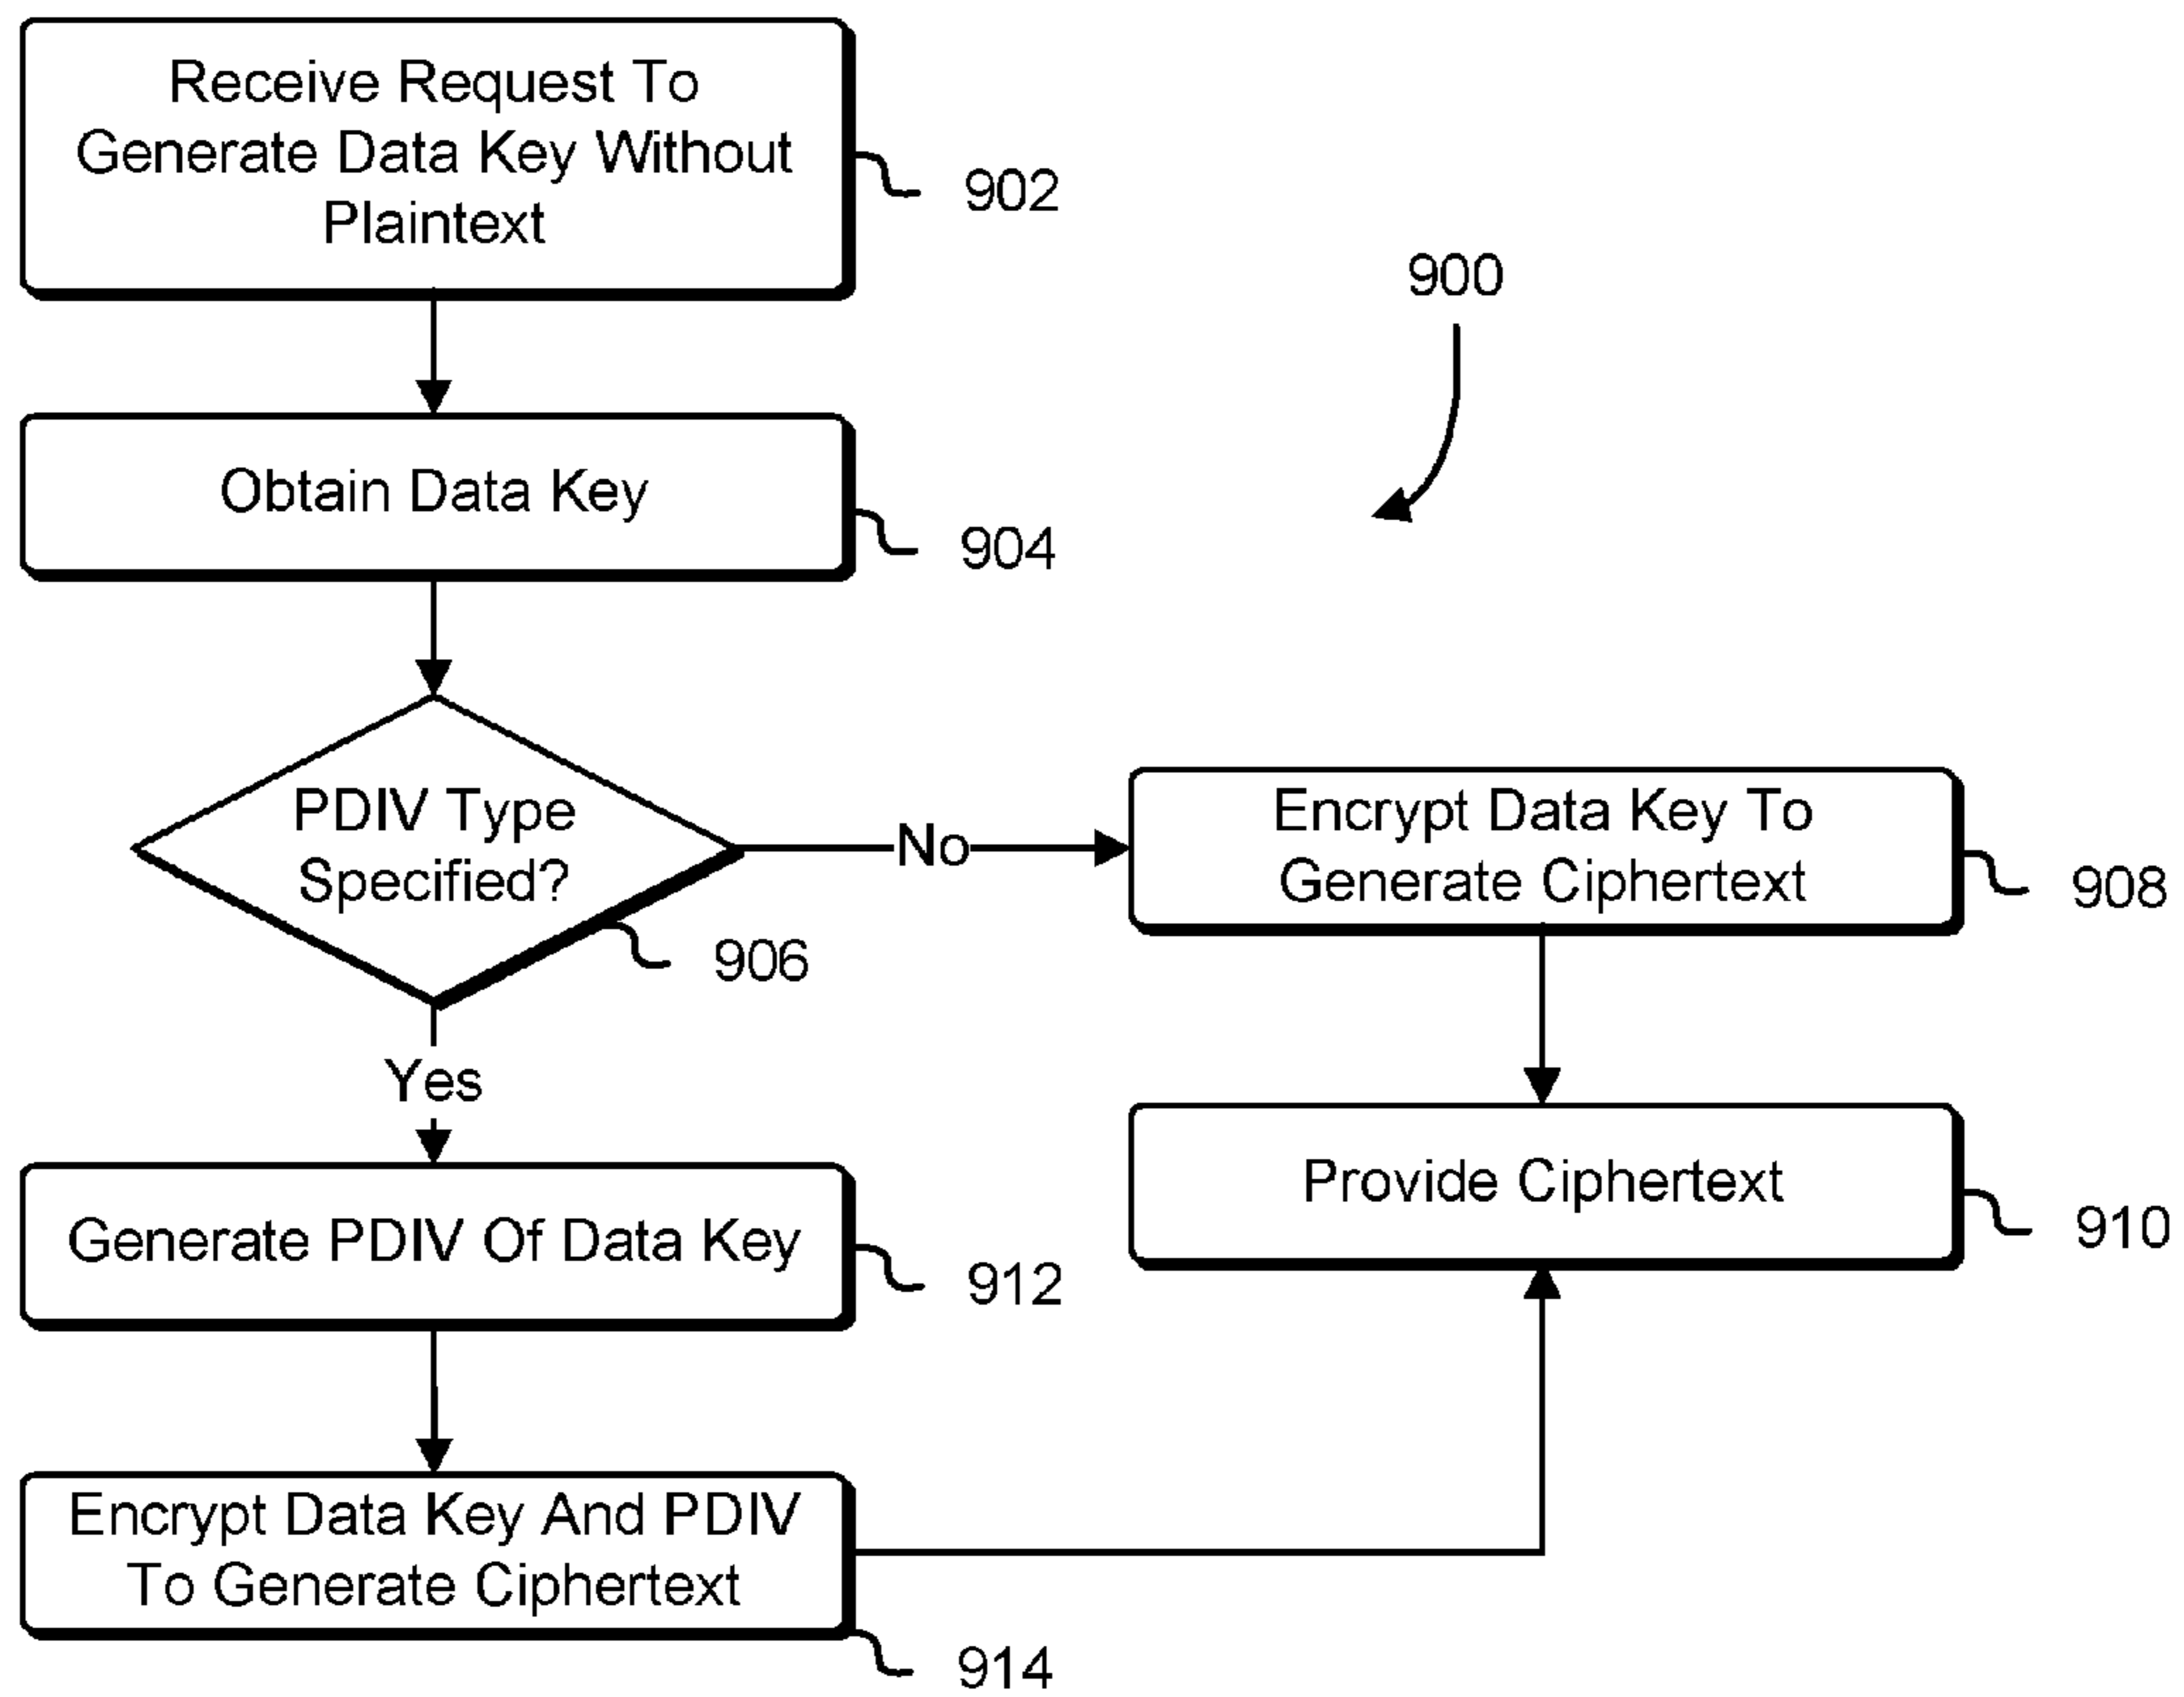 Receive Request To
Generate Data Key Without
Plaintext
902
900
Obtain Data Key
904
PDIV Type
Specified?
906
No
Encrypt Data Key To
Generate Ciphertext
908
Yes
Provide Ciphertext
910
Generate PDIV Of Data Key
912
Encrypt Data Key And PDIV
To Generate Ciphertext
914